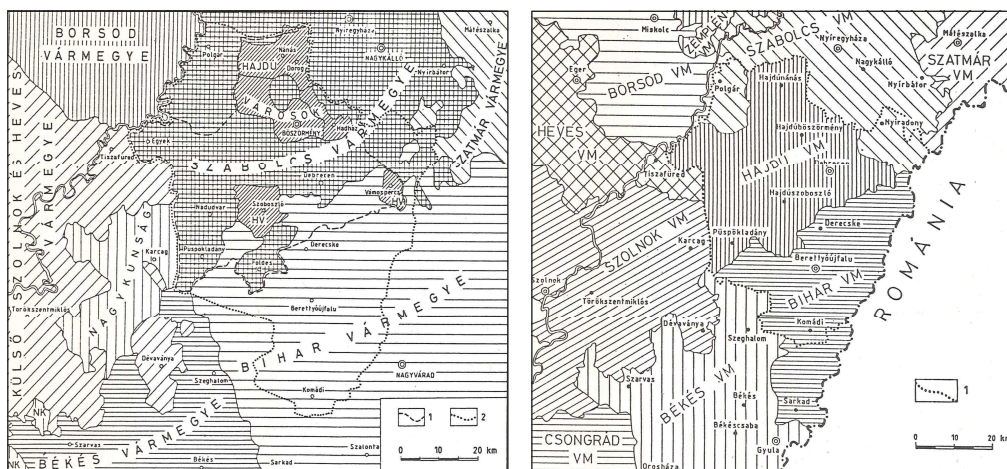 BORSOD
VÁRMEGYE
Polgár
Nyíregyháza
NAGYKÁLLÓ
Mátészalka
Nánás
HAJDÚ
Dorog
VÁROSOK
BÖSZÖRMÉNY
Hadház
Nyírbátor
SZATMÁR VÁRMEGYE
Egyek
Tiszafüred
SZABOLCS VÁRMEGYE
Debrecen
Vámospércs
HV
KÜLSŐ SZOLNOK ÉS HEVES
VÁRMEGYE
Nádudvar
Szoboszló
HV
Karcag
NAGYKUNSÁG
Püspökladány
Földes
Derecske
Törökszentmiklós
Berettyóújfalu
BIHAR VÁRMEGYE
Dévaványa
Szeghalom
NAGYVÁRAD
Komádi
NK
Szarvas
BÉKÉS VÁRMEGYE
NK
Békés
Sarkad
Szalonta
1
2
0 10 20 km
Miskolc
ZEMPLÉN
VM
SZABOLCS
VM
Nyíregyháza
Mátészalka
SZATMÁR
VM
Eger
BORSOD VM
Polgár
Nagykálló
Nyírbátor
Hajdúnánás
HEVES
VM
Nyíradony
Hajdúböszörmény
Tiszafüred
HAJDU VM
Debrecen
Hajdúszoboszló
SZOLNOK VM
Karcag
Püspökladány
Derecske
Berettyóújfalu
BIHAR VM
ROMÁNIA
Szolnok
Törökszentmiklós
Dévaványa
Komádi
Szeghalom
Szarvas
BÉKÉS VM
Békés
Sarkad
Békéscsaba
CSONGRÁD
VM
Gyula
Orosháza
1
0 10 20 km